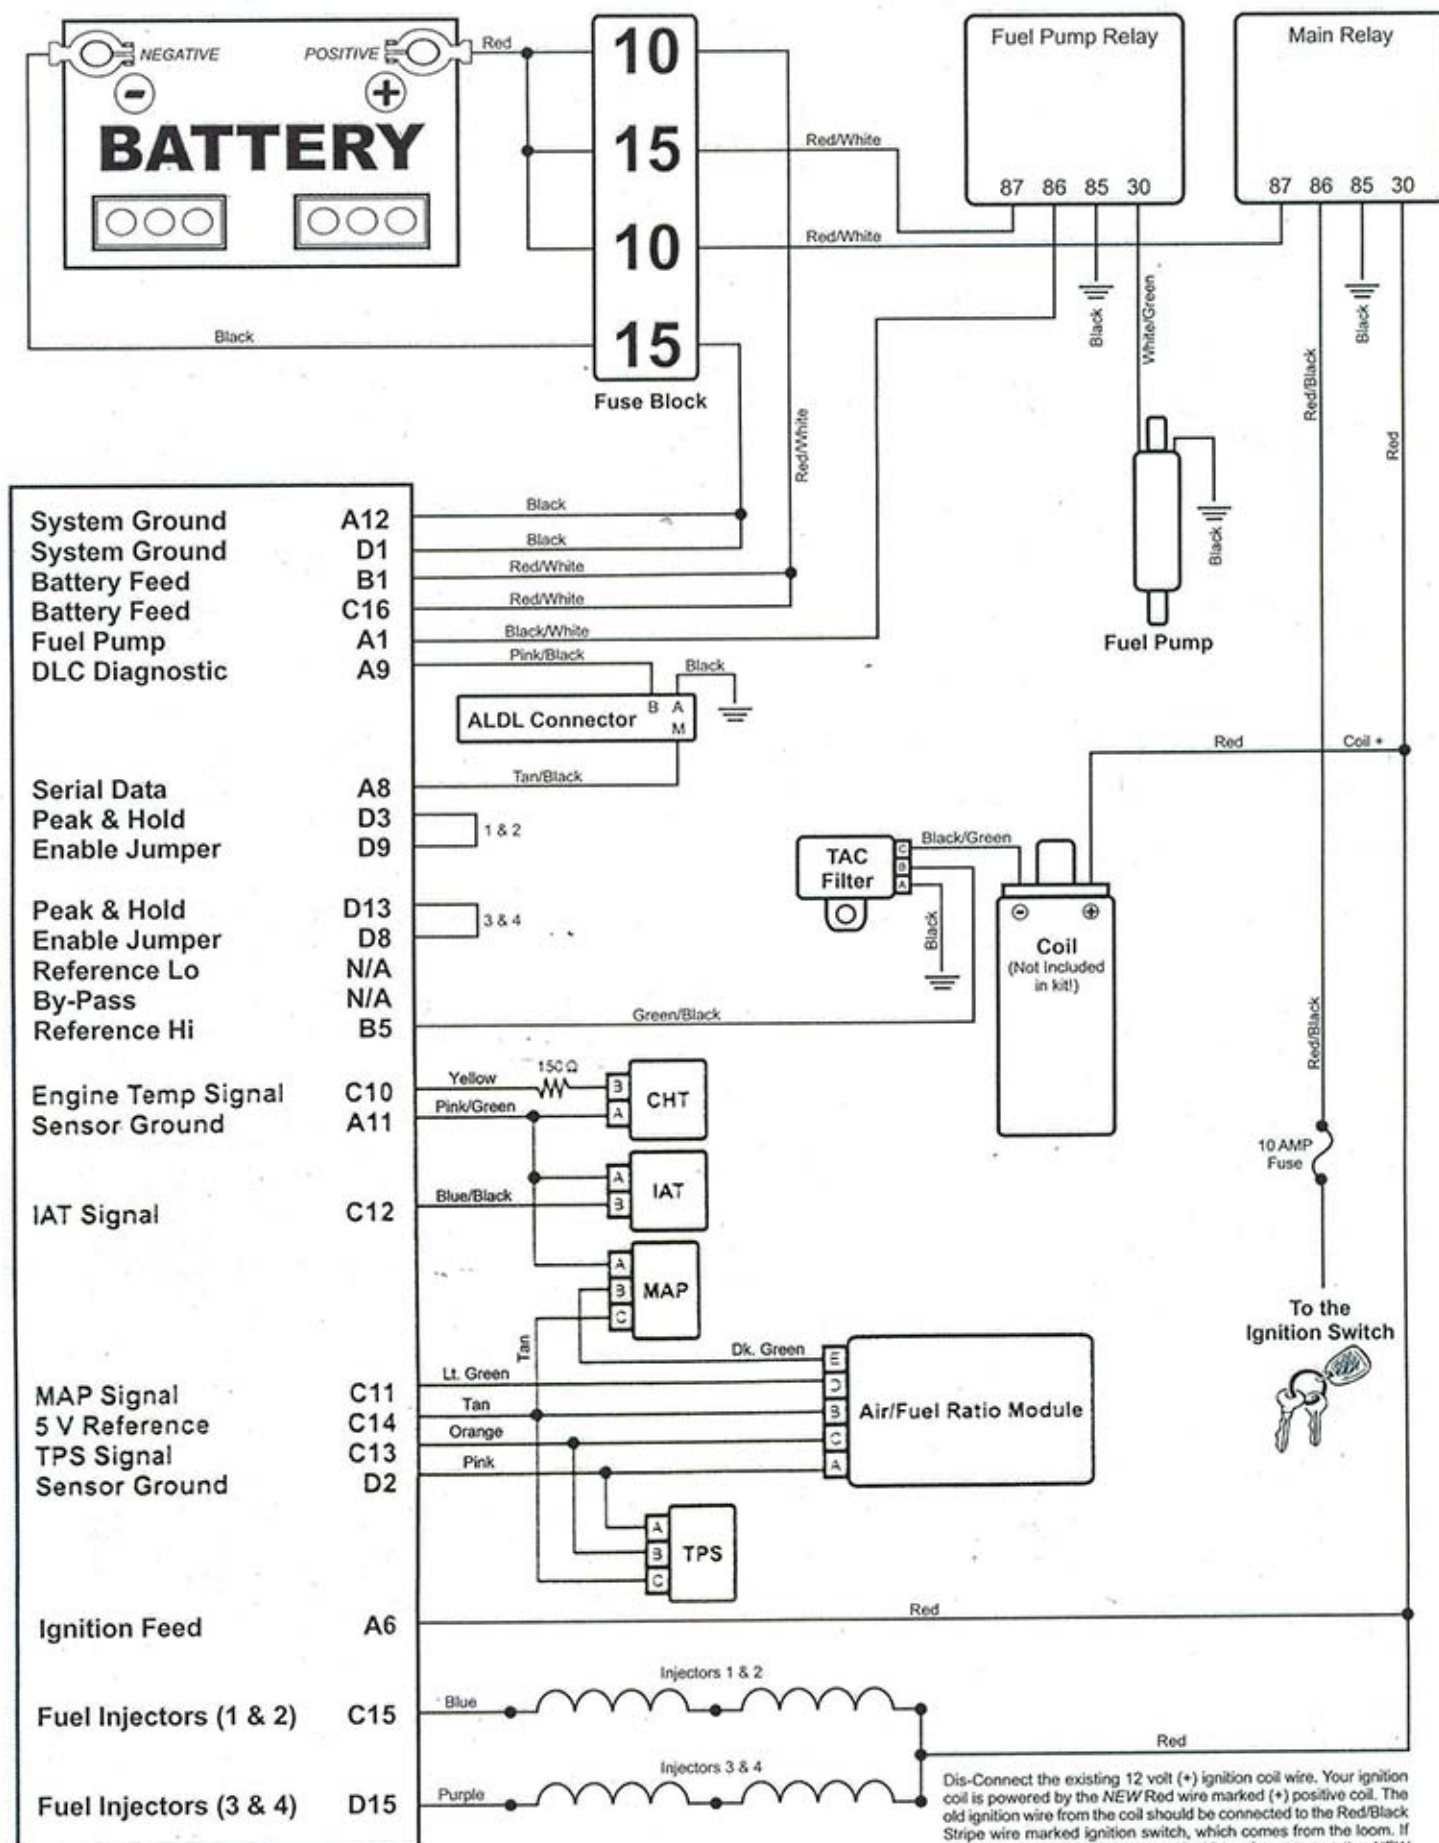 NEGATIVE
POSITIVE
-
+
BATTERY
Red
10
15
10
15
Fuse Block
Red/White
Red/White
Black
Red/White
Fuel Pump Relay
87 86 85 30
Main Relay
87 86 85 30
Black
White/Green
Black
Red/Black
Red
Black
Fuel Pump
System Ground A12 Black
System Ground D1 Black
Battery Feed B1 Red/White
Battery Feed C16 Red/White
Fuel Pump A1 Black/White
DLC Diagnostic A9 Pink/Black
Black
ALDL Connector B A
M
Red Coil +
Serial Data A8 Tan/Black
Peak & Hold D3
1 & 2
Enable Jumper D9
Peak & Hold D13
3 & 4
Enable Jumper D8
Reference Lo N/A
By-Pass N/A
Reference Hi B5 Green/Black
TAC
Filter
C
B
A
Black/Green
Black
- +
Coil
(Not Included
in kit!)
Red/Black
10 AMP
Fuse
To the
Ignition Switch
Engine Temp Signal C10 Yellow 150 Ω B
CHT
Sensor Ground A11 Pink/Green A
A
IAT
IAT Signal C12 Blue/Black B
A
B MAP
C
Tan
Dk. Green E
MAP Signal C11 Lt. Green D
5 V Reference C14 Tan B
Air/Fuel Ratio Module
TPS Signal C13 Orange C
Sensor Ground D2 Pink A
A
B TPS
C
Ignition Feed A6 Red
Injectors 1 & 2
Fuel Injectors (1 & 2) C15 Blue
Red
Injectors 3 & 4
Fuel Injectors (3 & 4) D15 Purple
Dis-Connect the existing 12 volt (+) ignition coil wire. Your ignition
coil is powered by the NEW Red wire marked (+) positive coil. The
old ignition wire from the coil should be connected to the Red/Black
Stripe wire marked ignition switch, which comes from the loom. If